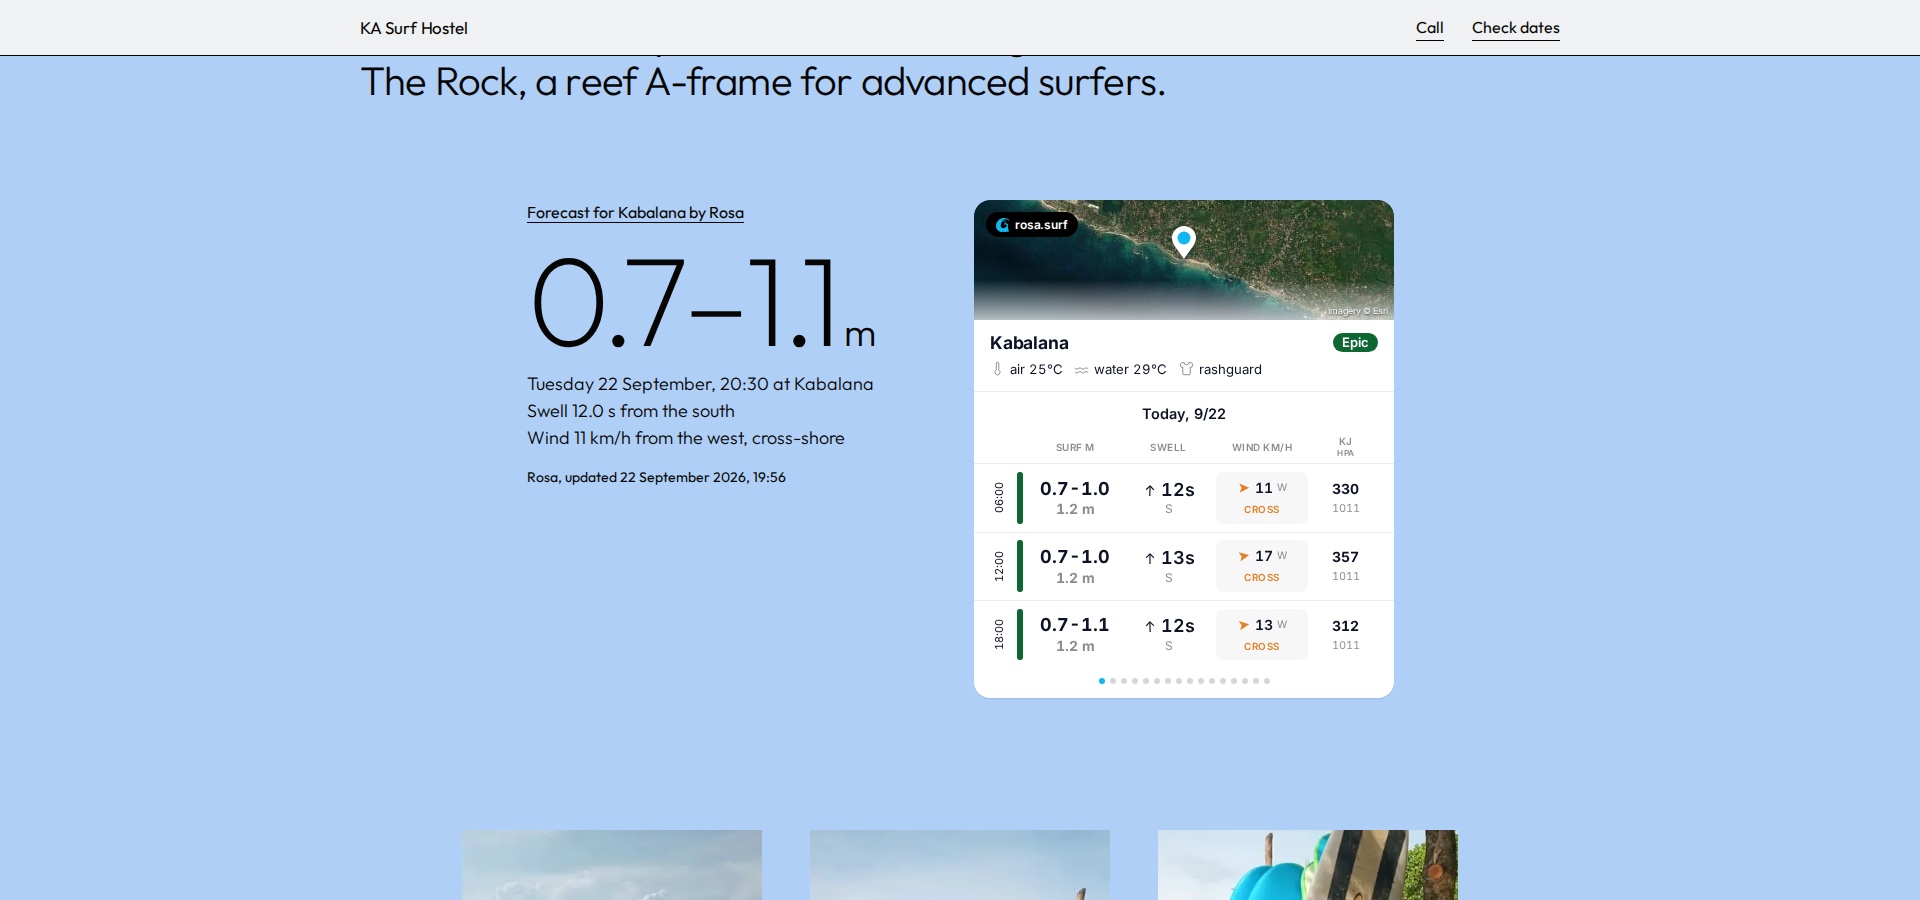 KA Surf Hostel
Call
Check dates
The Rock, a reef A-frame for advanced surfers.
Forecast for Kabalana by Rosa
0.7–1.1 m
Tuesday 22 September, 20:30 at Kabalana
Swell 12.0 s from the south
Wind 11 km/h from the west, cross-shore
Rosa, updated 22 September 2026, 19:56
rosa.surf
Imagery © Esri
Kabalana
Epic
air 25°C water 29°C rashguard
Today, 9/22
SURF M SWELL WIND KM/H KJ
HPA
06:00 0.7-1.0 ↑ 12s 11 W 330
1.2 m S CROSS 1011
12:00 0.7-1.0 ↑ 13s 17 W 357
1.2 m S CROSS 1011
18:00 0.7-1.1 ↑ 12s 13 W 312
1.2 m S CROSS 1011